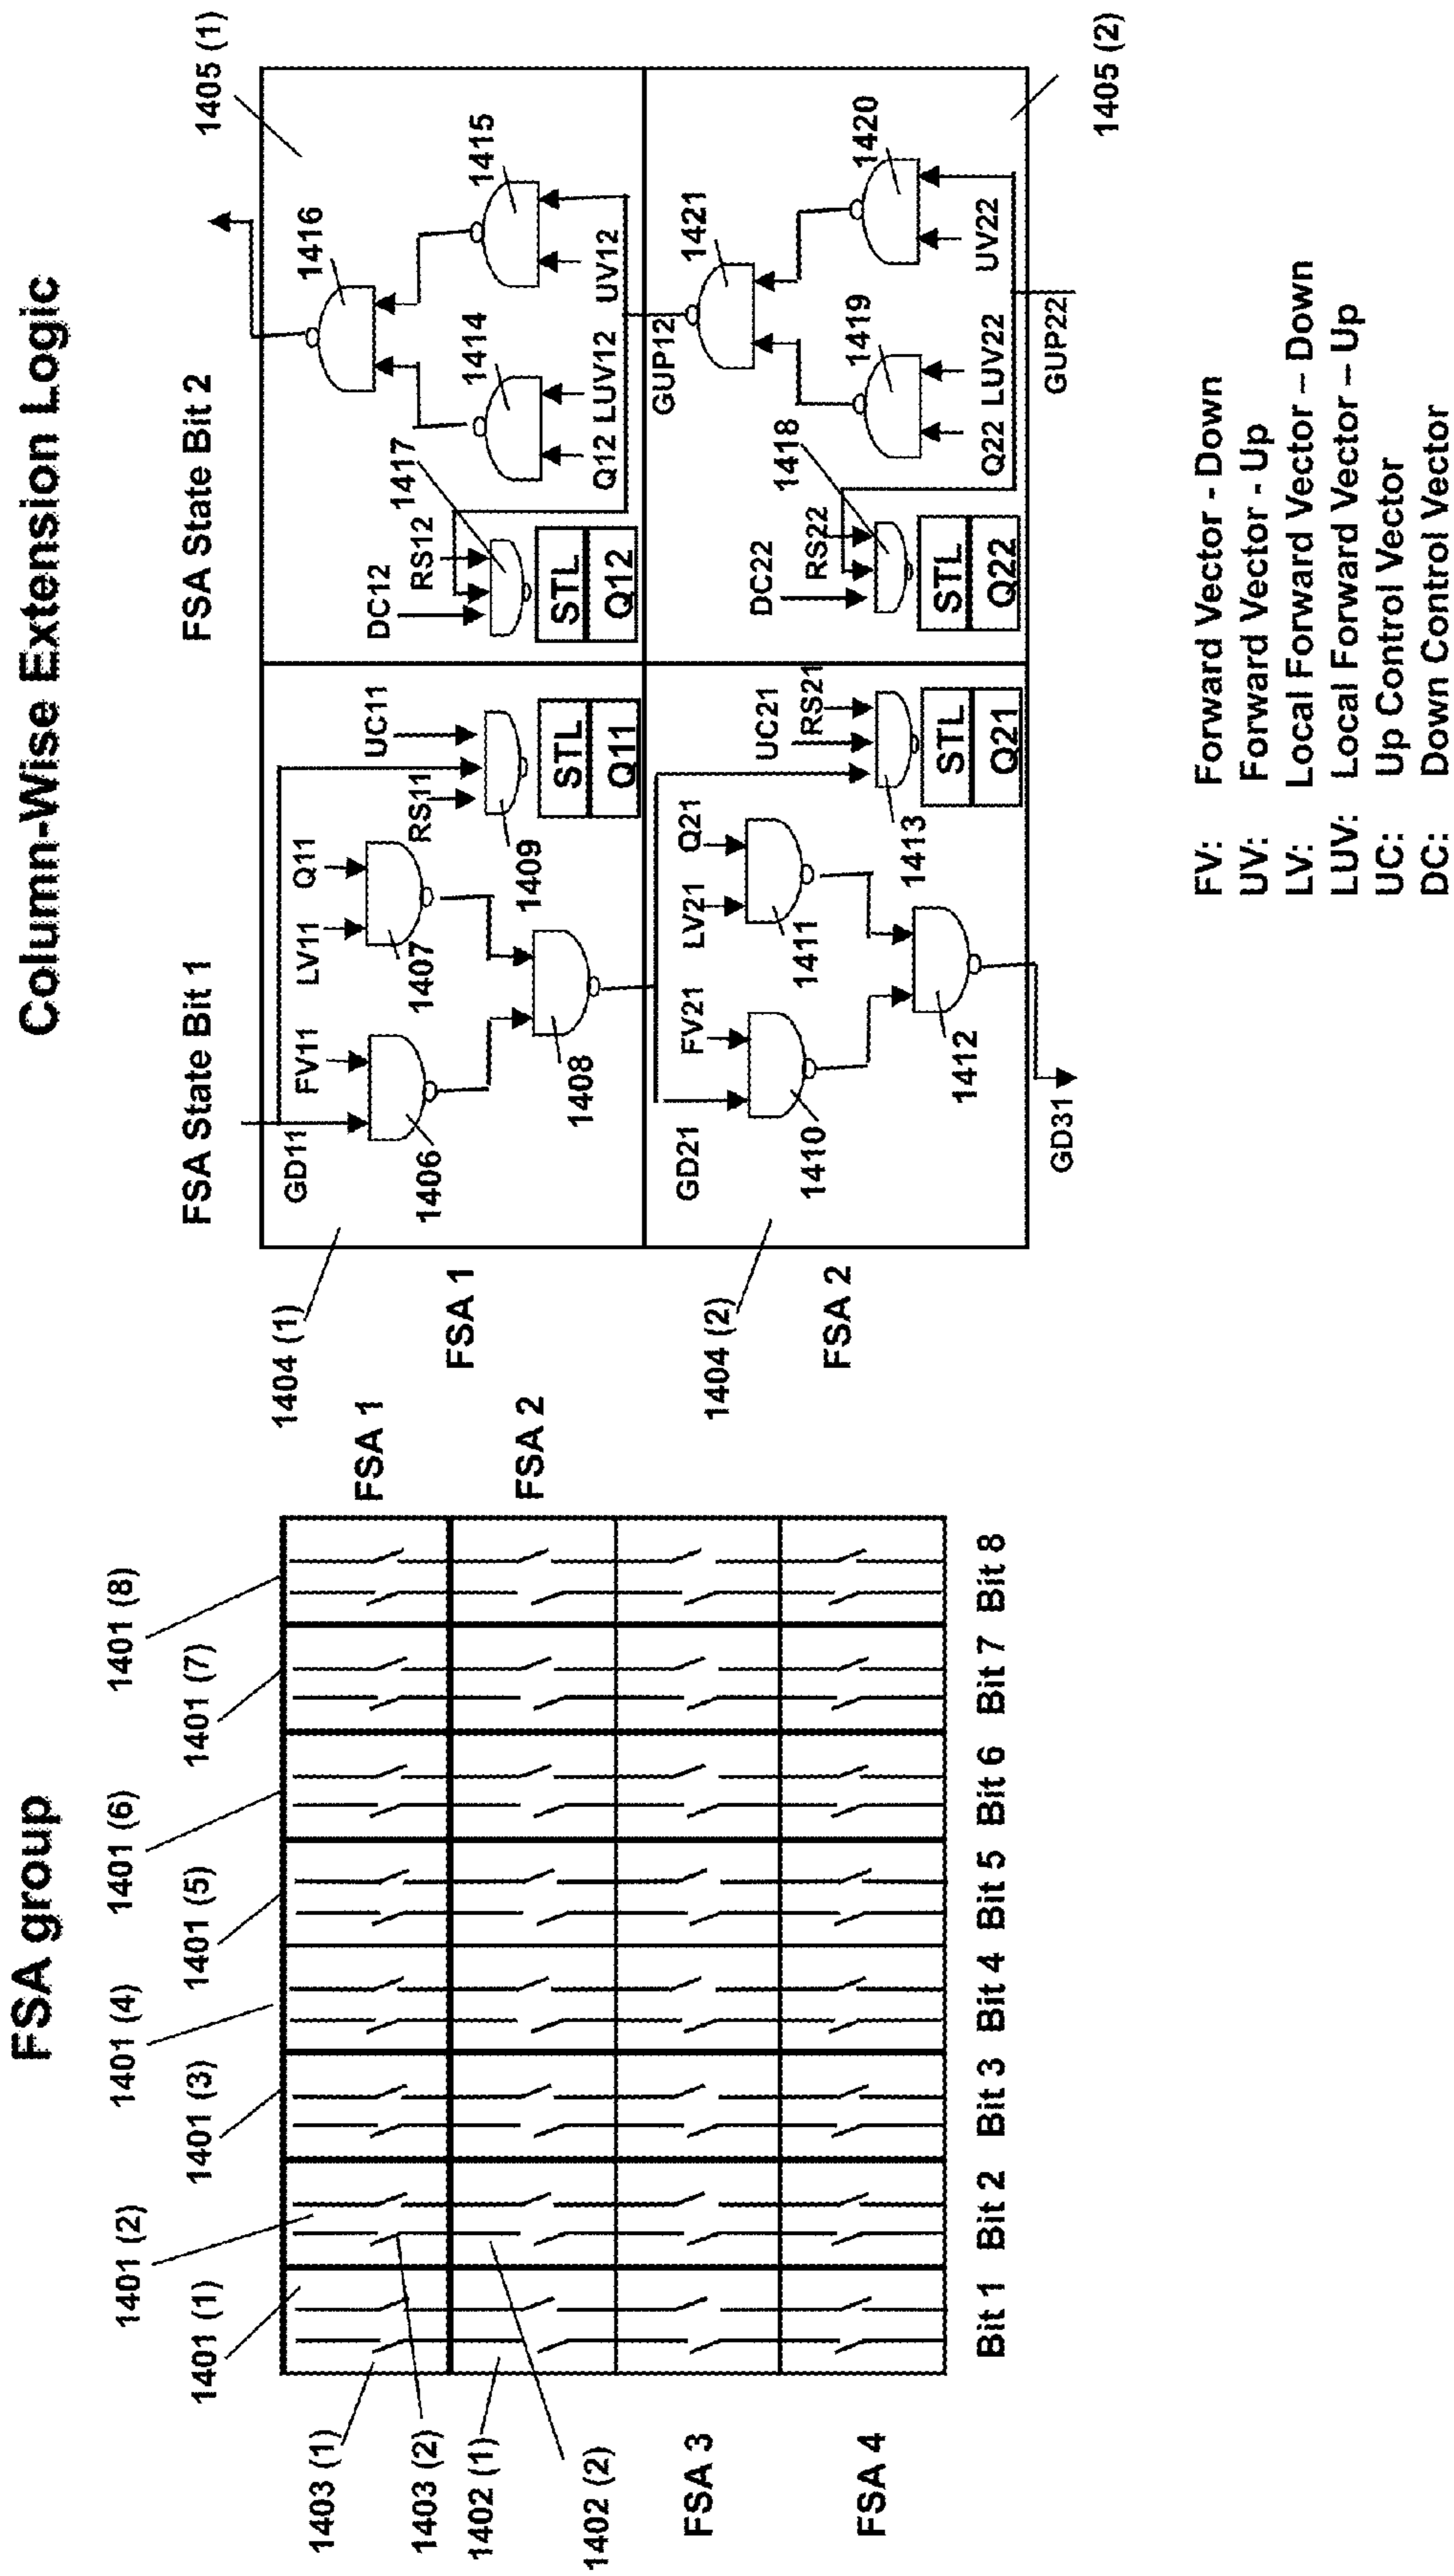 FSA group
1401 (1)
1401 (2)
1401 (3)
1401 (4)
1401 (5)
1401 (6)
1401 (7)
1401 (8)
1403 (1)
1403 (2)
1402 (1)
1402 (2)
FSA 1
FSA 2
FSA 3
FSA 4
Bit 1 Bit 2 Bit 3 Bit 4 Bit 5 Bit 6 Bit 7 Bit 8
Column-Wise Extension Logic
FSA State Bit 1
FSA State Bit 2
1404 (1)
1405 (1)
FSA 1
GD11
FV11
LV11
Q11
RS11
UC11
1406
1407
1408
1409
STL
Q11
DC12
RS12
1417
1414
1415
1416
STL
Q12
Q12 LUV12
UV12
GUP12
1404 (2)
1405 (2)
FSA 2
GD21
FV21
LV21
Q21
UC21
RS21
1410
1411
1412
1413
STL
Q21
GD31
DC22
RS22
1418
1419
1420
1421
STL
Q22
Q22 LUV22
UV22
GUP22
FV: Forward Vector - Down
UV: Forward Vector - Up
LV: Local Forward Vector – Down
LUV: Local Forward Vector – Up
UC: Up Control Vector
DC: Down Control Vector